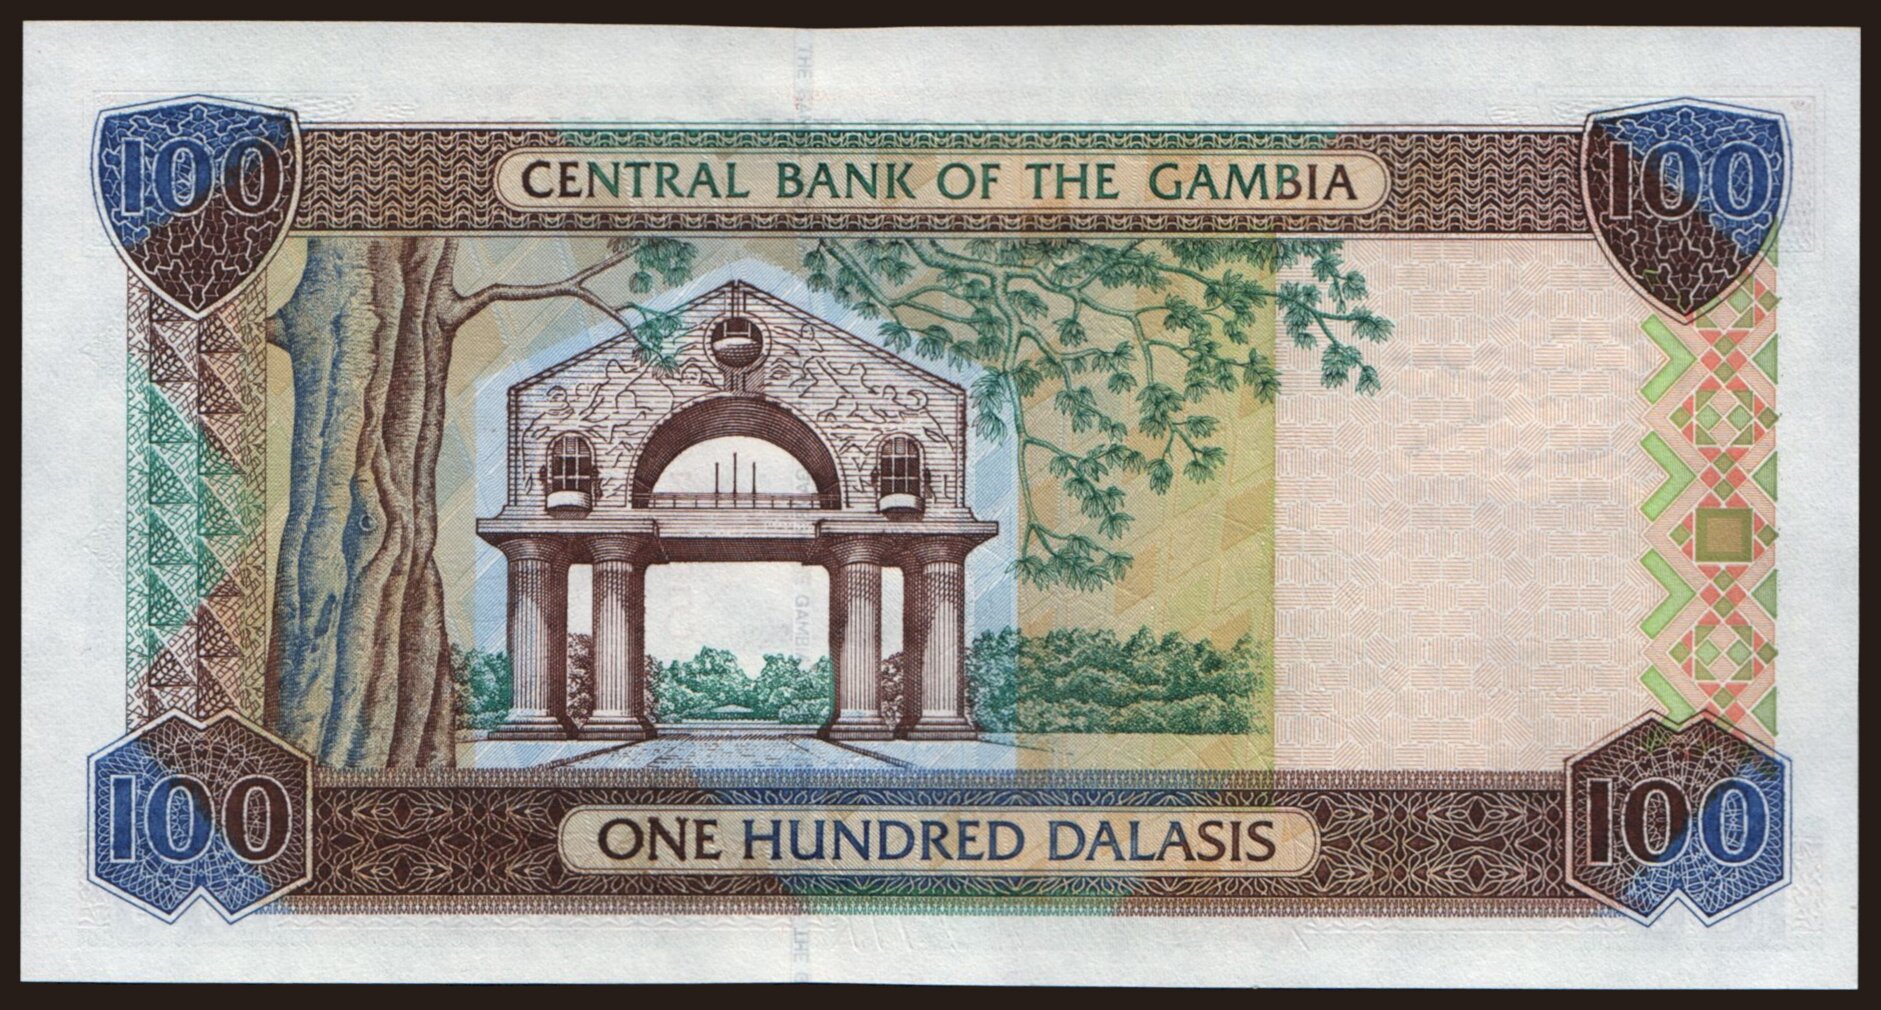 100
CENTRAL BANK OF THE GAMBIA
100
100
ONE HUNDRED DALASIS
100